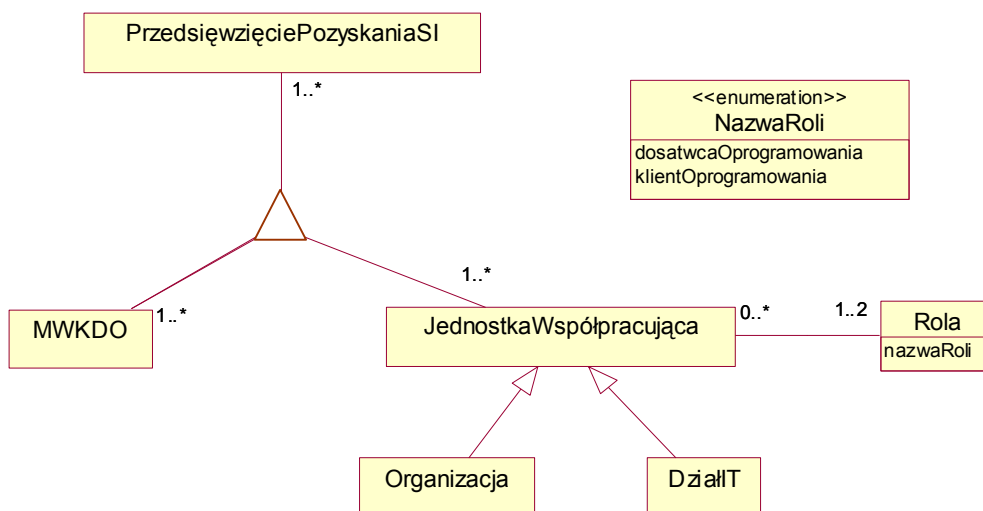 PrzedsięwzięciePozyskaniaSI
1..*
<<enumeration>>
NazwaRoli
dosatwcaOprogramowania
klientOprogramowania
1..*
1..*
MWKDO
JednostkaWspółpracująca
0..*
1..2
Rola
nazwaRoli
Organizacja
DziałIT